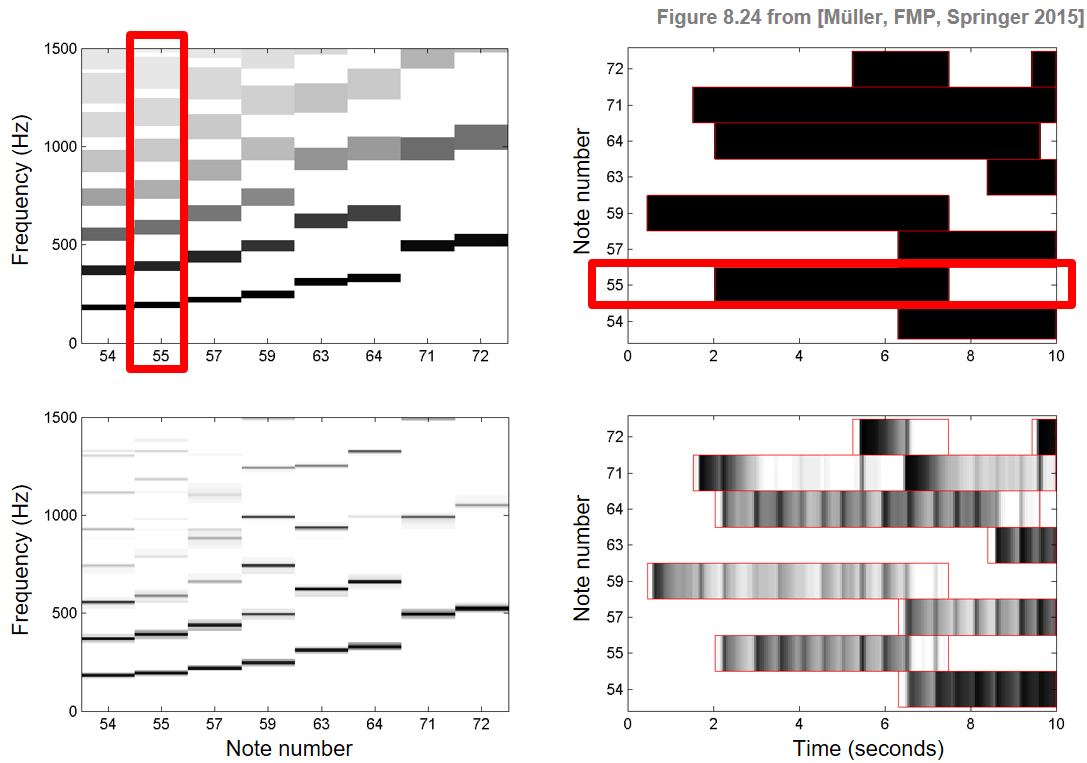 Figure 8.24 from [Müller, FMP, Springer 2015]
Frequency (Hz)
1500
1000
500
0
54 55 57 59 63 64 71 72
Note number
72
71
64
63
59
57
55
54
0 2 4 6 8 10
Frequency (Hz)
1500
1000
500
0
54 55 57 59 63 64 71 72
Note number
Note number
72
71
64
63
59
57
55
54
0 2 4 6 8 10
Time (seconds)